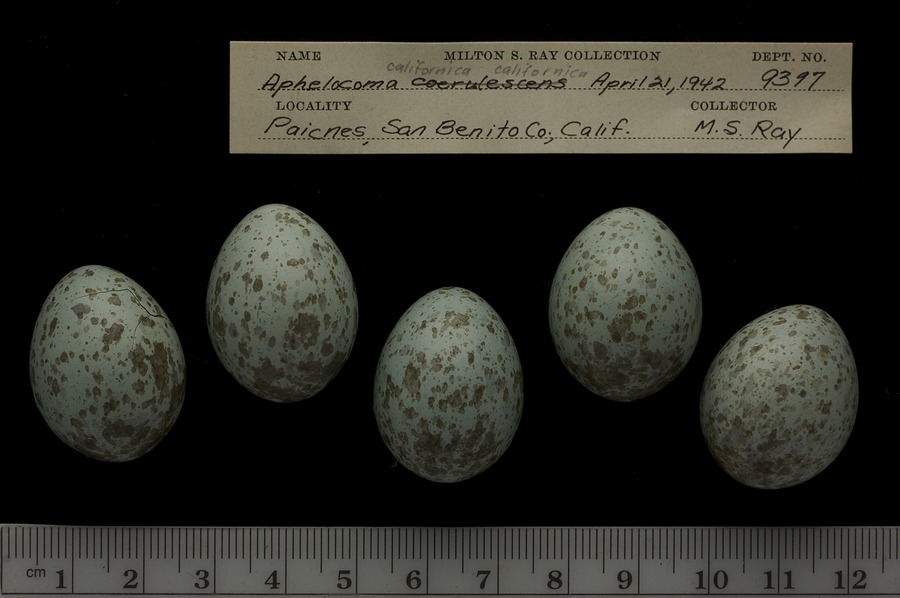 NAME MILTON S. RAY COLLECTION DEPT. NO.
californica californica
Aphelocoma coerulescens April 21, 1942 9397
LOCALITY COLLECTOR
Paicnes, San Benito Co., Calif. M.S. Ray
cm 1 2 3 4 5 6 7 8 9 10 11 12